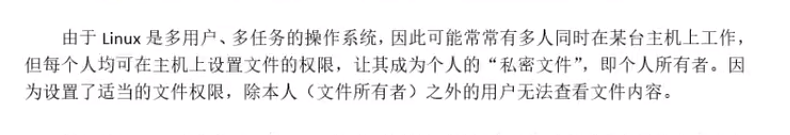 由于 Linux 是多用户、多任务的操作系统，因此可能常常有多人同时在某台主机上工作，
但每个人均可在主机上设置文件的权限，让其成为个人的“私密文件”，即个人所有者。因
为设置了适当的文件权限，除本人（文件所有者）之外的用户无法查看文件内容。